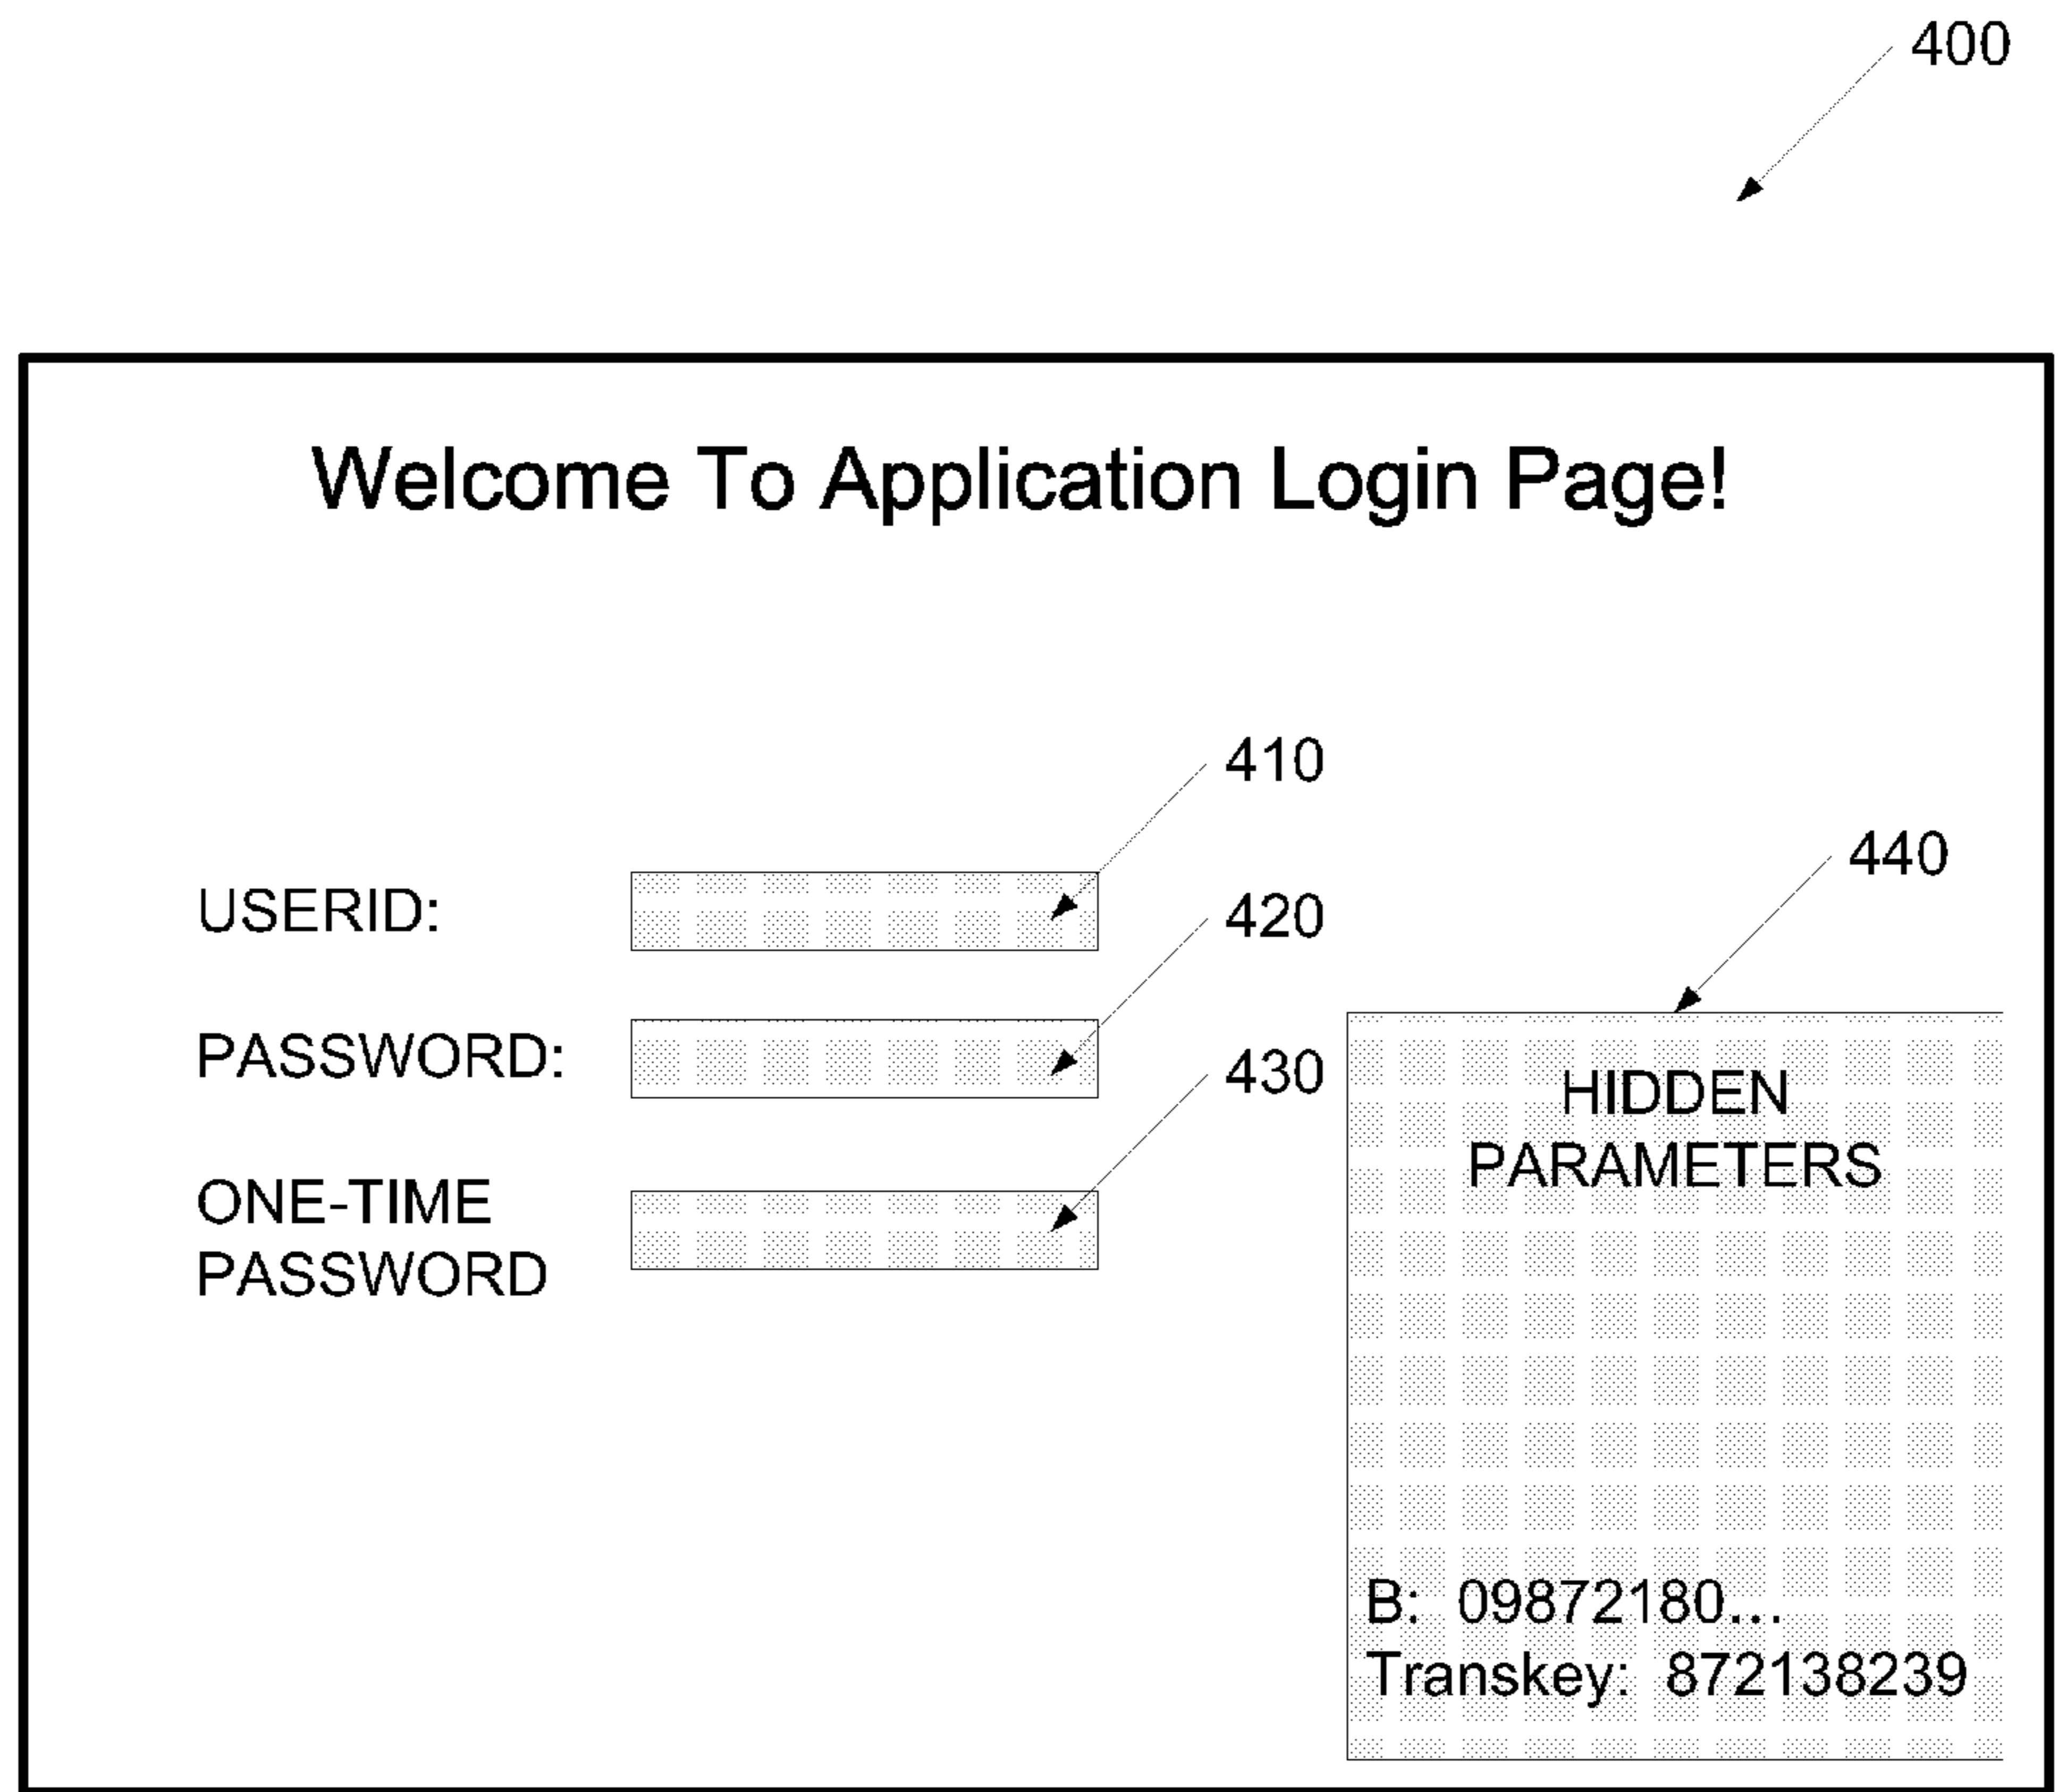 400
Welcome To Application Login Page!
410
440
USERID:
420
PASSWORD:
430
HIDDEN
PARAMETERS
ONE-TIME
PASSWORD
B: 09872180...
Transkey: 872138239